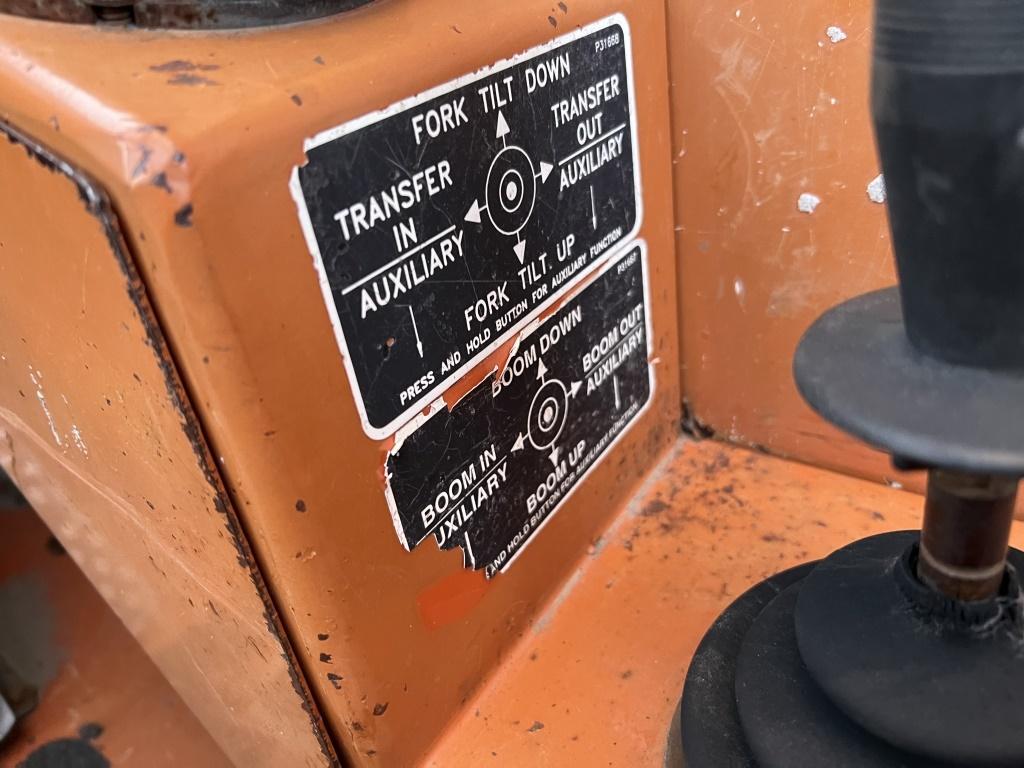 P31668
FORK TILT DOWN
TRANSFER
OUT
AUXILIARY
TRANSFER
IN
AUXILIARY
FORK TILT UP
PRESS AND HOLD BUTTON FOR AUXILIARY FUNCTION
BOOM DOWN
BOOM OUT
AUXILIARY
BOOM IN
UXILIARY
BOOM UP
AND HOLD BUTTON FOR AUXILIARY FUNCTION